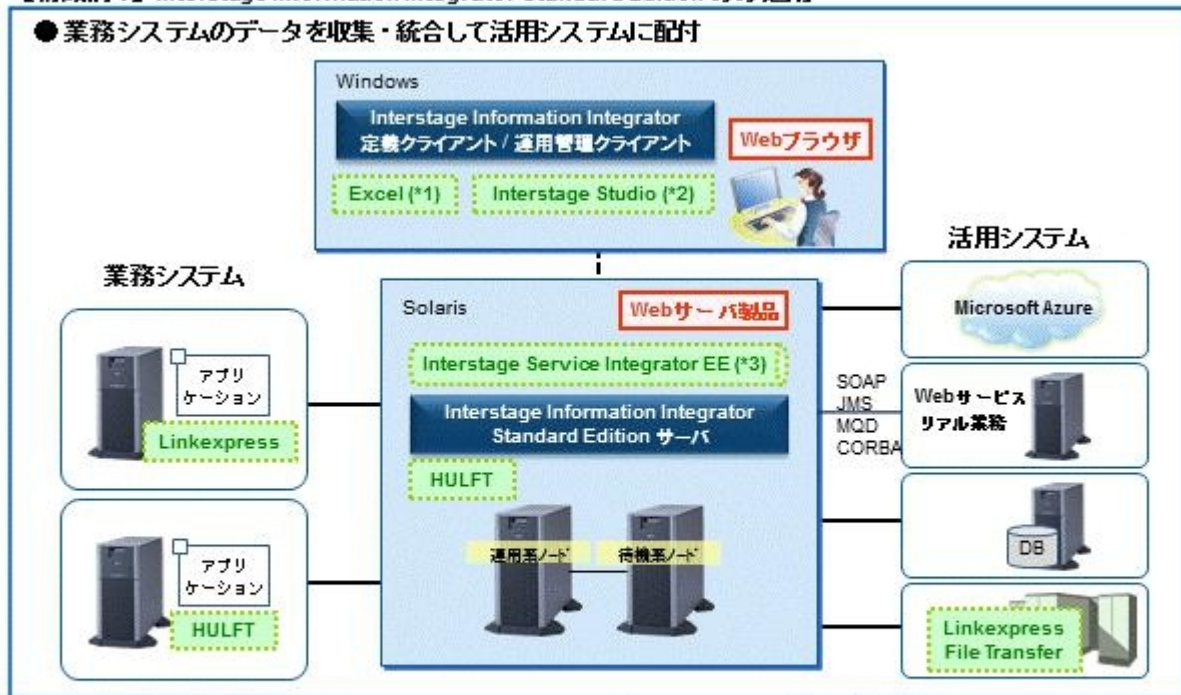 Interstage Information Integrator Standard Edition
●業務システムのデータを収集・統合して活用システムに配付
Windows
Interstage Information Integrator
定義クライアント / 運用管理クライアント
Webブラウザ
Excel (*1)
Interstage Studio (*2)
業務システム
アプリ
ケーション
Linkexpress
アプリ
ケーション
HULFT
Solaris
Webサーバ製品
Interstage Service Integrator EE (*3)
Interstage Information Integrator
Standard Edition サーバ
HULFT
運用系ノード
待機系ノード
活用システム
Microsoft Azure
SOAP
JMS
MQD
CORBA
Webサービス
リアル業務
DB
Linkexpress
File Transfer